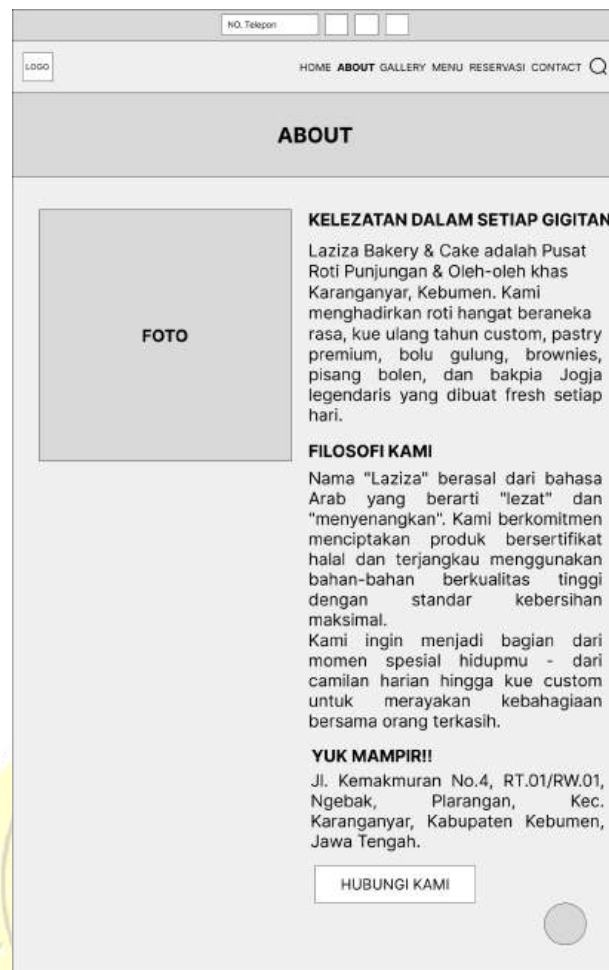 NO. Telepon
LOGO
HOME ABOUT GALLERY MENU RESERVASI CONTACT
ABOUT
FOTO
KELEZATAN DALAM SETIAP GIGITAN
Laziza Bakery & Cake adalah Pusat
Roti Punjungan & Oleh-oleh khas
Karanganyar, Kebumen. Kami
menghadirkan roti hangat beraneka
rasa, kue ulang tahun custom, pastry
premium, bolu gulung, brownies,
pisang bolen, dan bakpia Jogja
legendaris yang dibuat fresh setiap
hari.
FILOSOFI KAMI
Nama "Laziza" berasal dari bahasa
Arab yang berarti "lezat" dan
"menyenangkan". Kami berkomitmen
menciptakan produk bersertifikat
halal dan terjangkau menggunakan
bahan-bahan berkualitas tinggi
dengan standar kebersihan
maksimal.
Kami ingin menjadi bagian dari
momen spesial hidupmu - dari
camilan harian hingga kue custom
untuk merayakan kebahagiaan
bersama orang terkasih.
YUK MAMPIR!!
Jl. Kemakmuran No.4, RT.01/RW.01,
Ngebak, Plarangan, Kec.
Karanganyar, Kabupaten Kebumen,
Jawa Tengah.
HUBUNGI KAMI